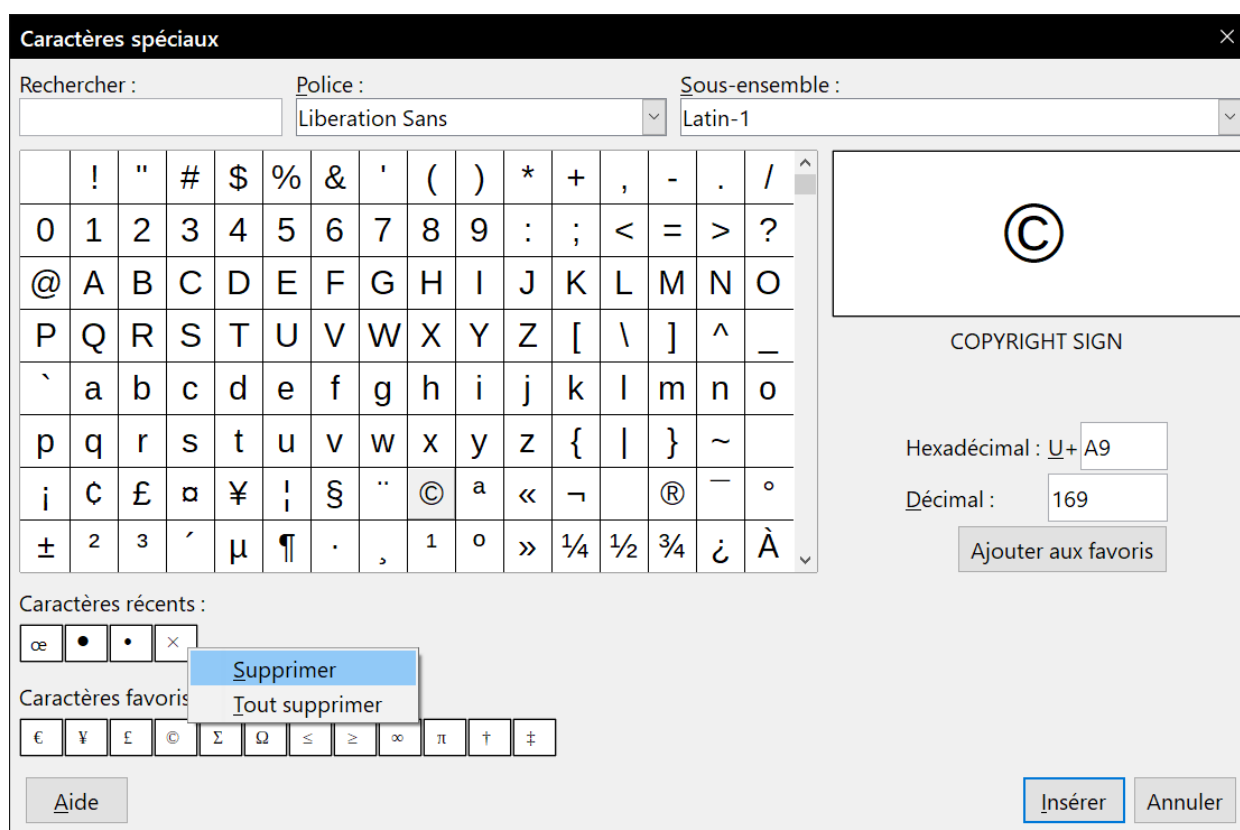 Caractères spéciaux ×
Rechercher : Police : Sous-ensemble :
Liberation Sans Latin-1
! " # $ % & ' ( ) * + , - . /
0 1 2 3 4 5 6 7 8 9 : ; < = > ?
@ A B C D E F G H I J K L M N O
P Q R S T U V W X Y Z [ \ ] ^ _
` a b c d e f g h i j k l m n o
p q r s t u v w x y z { | } ~
¡ ¢ £ ¤ ¥ ¦ § ¨ © ª « ¬ ® ¯ °
± ² ³ ´ µ ¶ · ¸ ¹ º » ¼ ½ ¾ ¿ À
©
COPYRIGHT SIGN
Hexadécimal : U+ A9
Décimal : 169
Ajouter aux favoris
Caractères récents :
œ ● • ×
Supprimer
Tout supprimer
Caractères favoris
€ ¥ £ © Σ Ω ≤ ≥ ∞ π † ‡
Aide Insérer Annuler